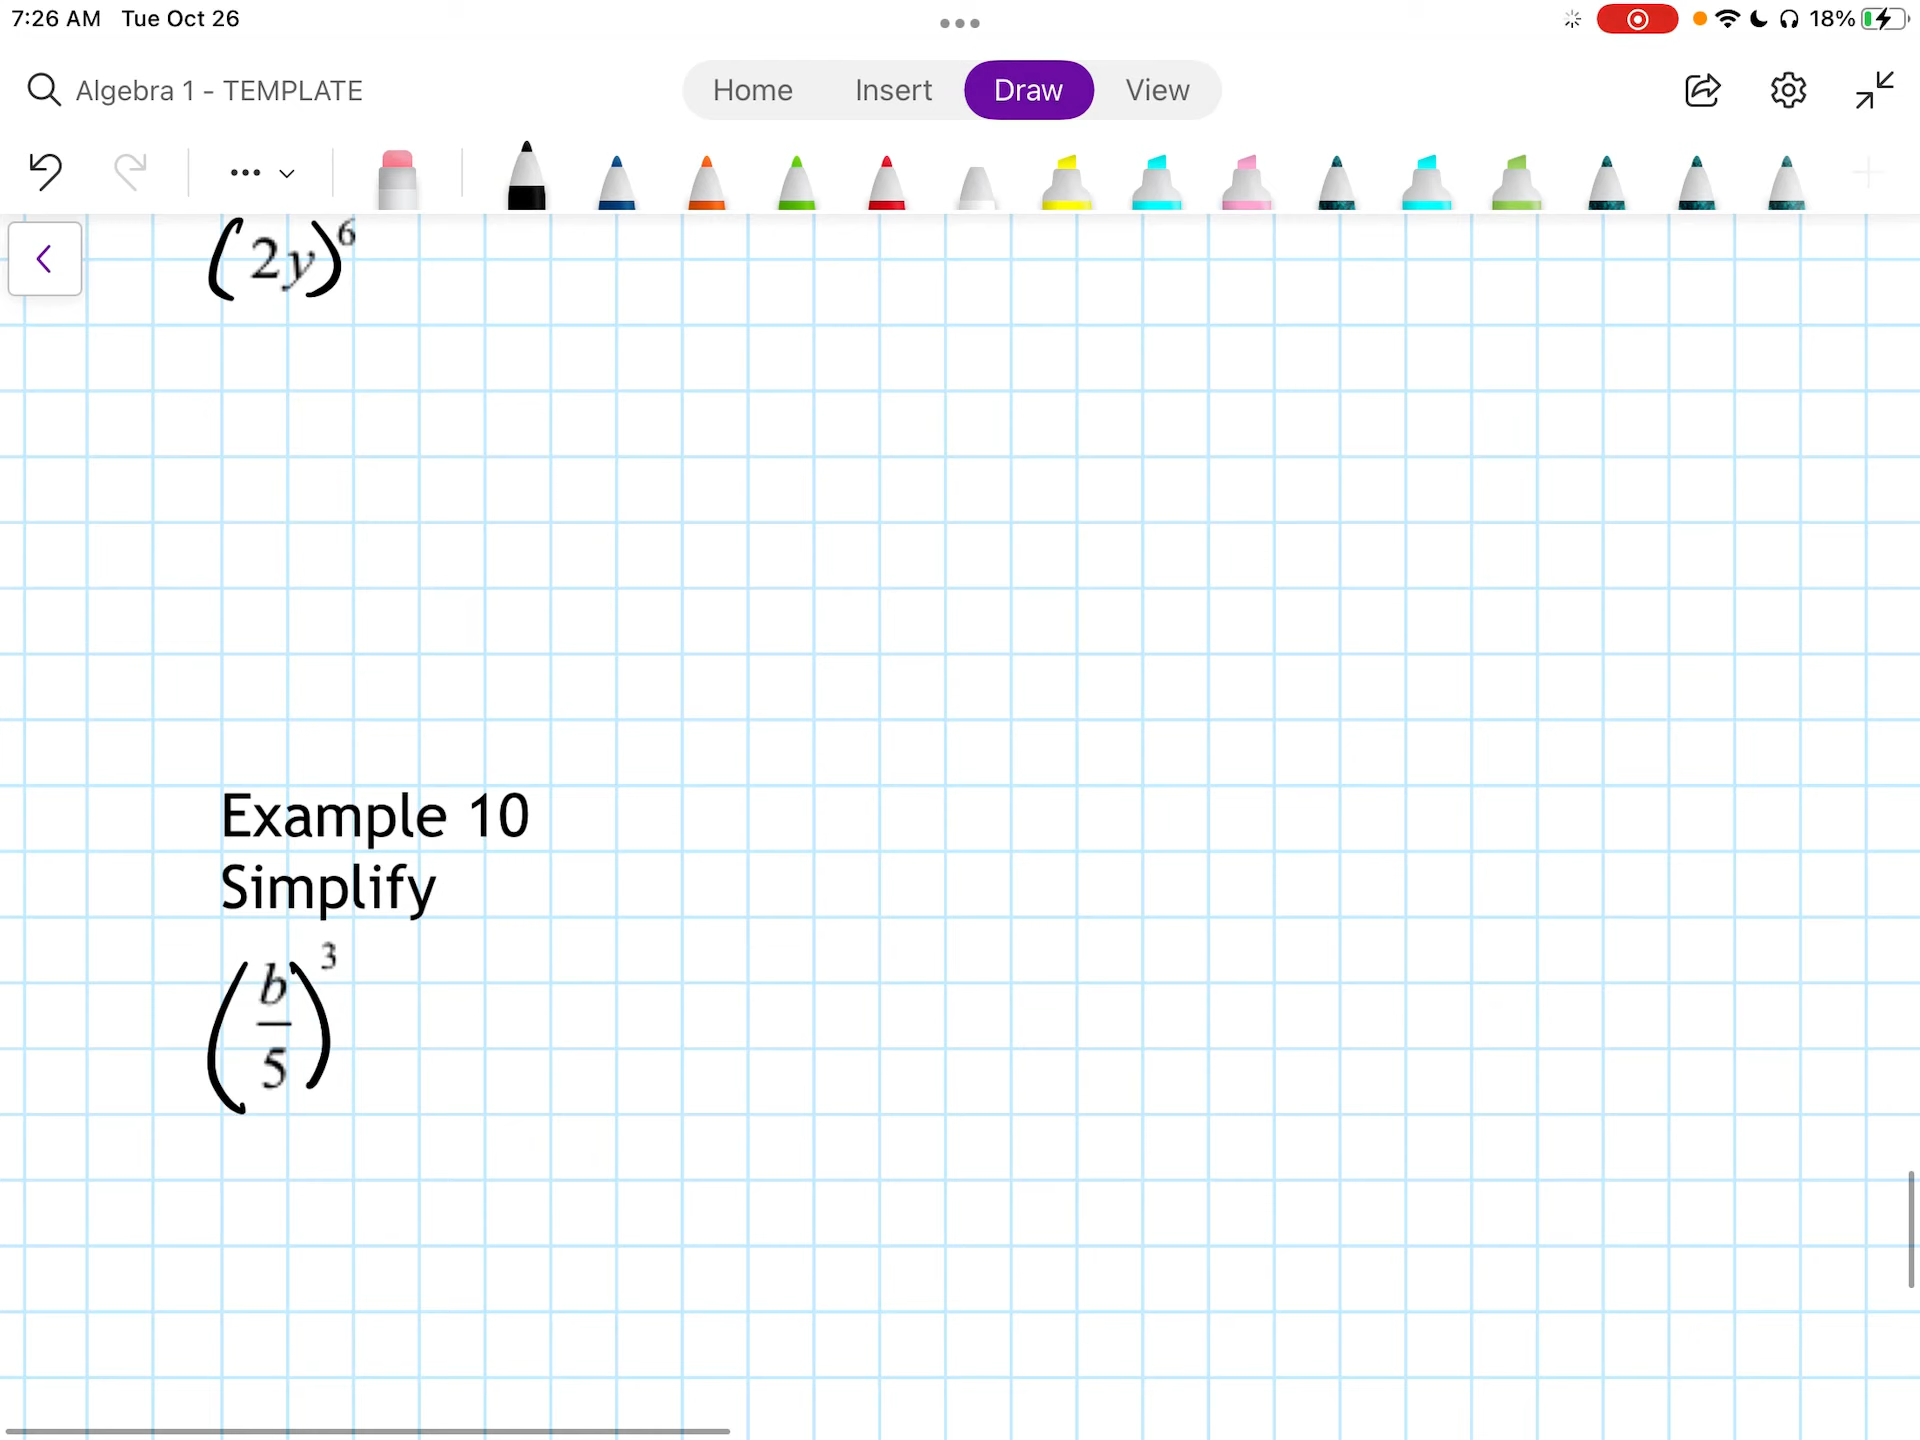 7:26 AM Tue Oct 26
18%
Algebra 1 - TEMPLATE
Home Insert Draw View
(2y)^6
Example 10
Simplify
(b/5)^3